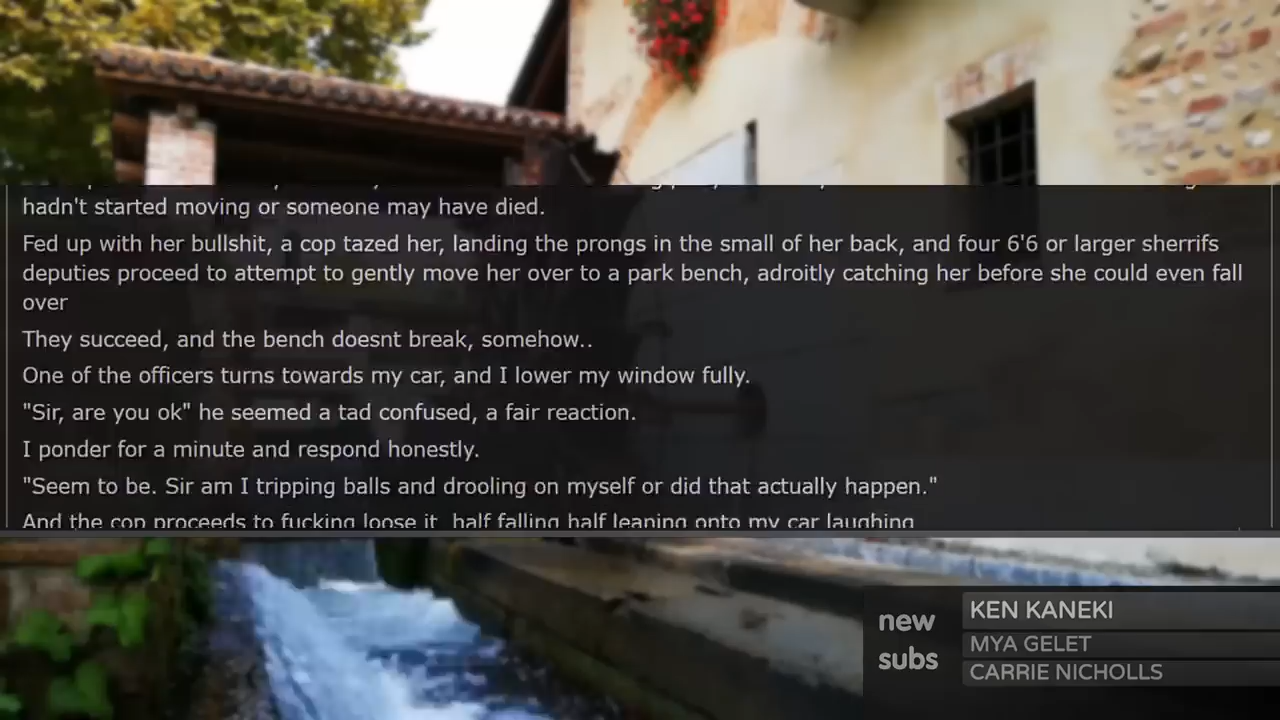 hadn't started moving or someone may have died.
Fed up with her bullshit, a cop tazed her, landing the prongs in the small of her back, and four 6'6 or larger sherrifs
deputies proceed to attempt to gently move her over to a park bench, adroitly catching her before she could even fall
over
They succeed, and the bench doesnt break, somehow..
One of the officers turns towards my car, and I lower my window fully.
"Sir, are you ok" he seemed a tad confused, a fair reaction.
I ponder for a minute and respond honestly.
"Seem to be. Sir am I tripping balls and drooling on myself or did that actually happen."
And the cop proceeds to fucking loose it, half falling half leaning onto my car laughing
new
subs
KEN KANEKI
MYA GELET
CARRIE NICHOLLS